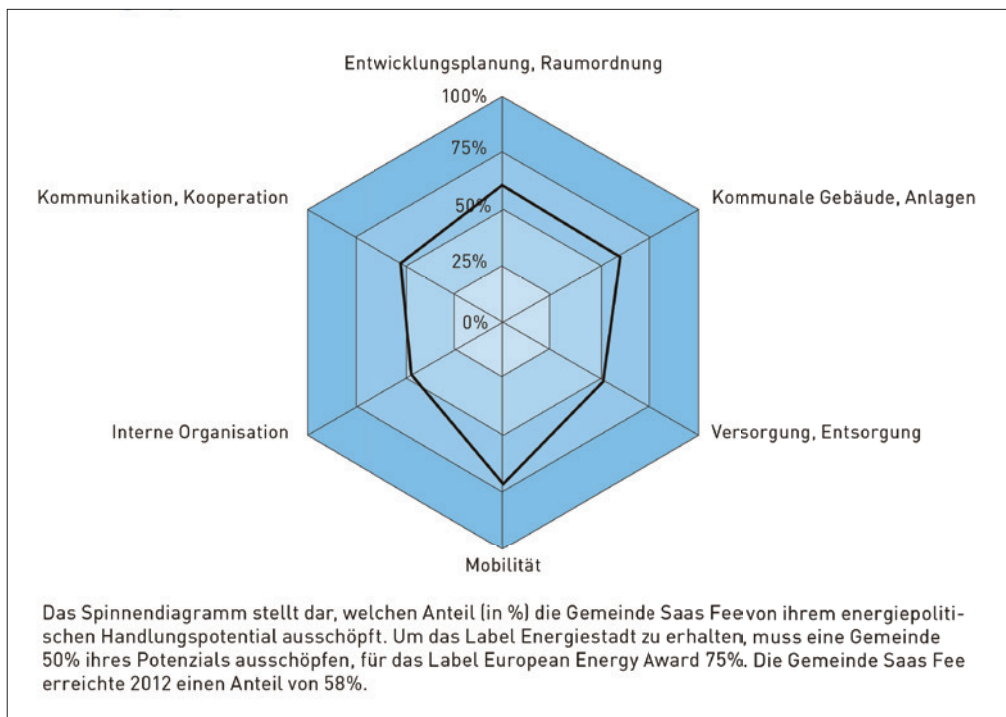 Entwicklungsplanung, Raumordnung
100%
75%
Kommunikation, Kooperation
Kommunale Gebäude, Anlagen
50%
25%
0%
Interne Organisation
Versorgung, Entsorgung
Mobilität
Das Spinnendiagramm stellt dar, welchen Anteil (in %) die Gemeinde Saas Fee von ihrem energiepoliti-
schen Handlungspotential ausschöpft. Um das Label Energiestadt zu erhalten, muss eine Gemeinde
50% ihres Potenzials ausschöpfen, für das Label European Energy Award 75%. Die Gemeinde Saas Fee
erreichte 2012 einen Anteil von 58%.